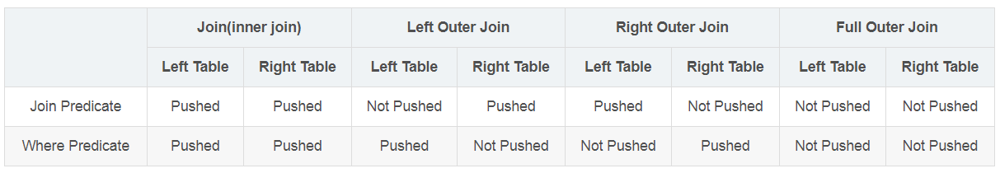 Join(inner join) Left Outer Join Right Outer Join Full Outer Join
Left Table Right Table Left Table Right Table Left Table Right Table Left Table Right Table
Join Predicate Pushed Pushed Not Pushed Pushed Pushed Not Pushed Not Pushed Not Pushed
Where Predicate Pushed Pushed Pushed Not Pushed Not Pushed Pushed Not Pushed Not Pushed